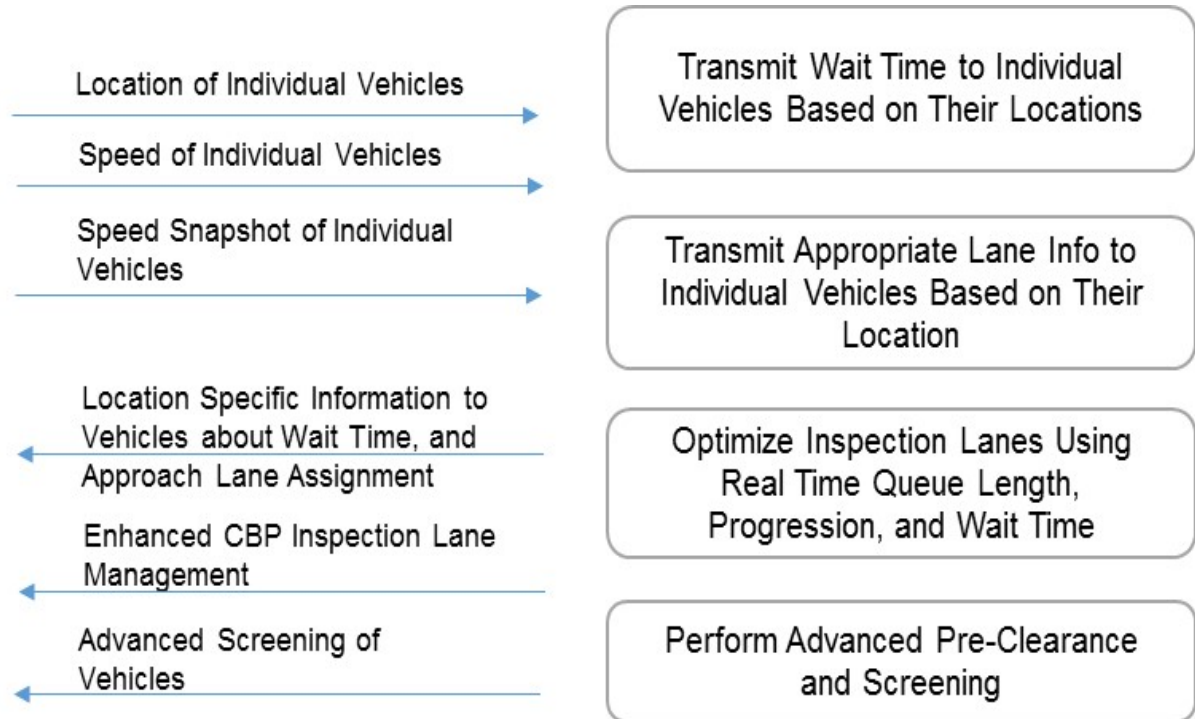 Location of Individual Vehicles
Speed of Individual Vehicles
Speed Snapshot of Individual
Vehicles
Location Specific Information to
Vehicles about Wait Time, and
Approach Lane Assignment
Enhanced CBP Inspection Lane
Management
Advanced Screening of
Vehicles
Transmit Wait Time to Individual
Vehicles Based on Their Locations
Transmit Appropriate Lane Info to
Individual Vehicles Based on Their
Location
Optimize Inspection Lanes Using
Real Time Queue Length,
Progression, and Wait Time
Perform Advanced Pre-Clearance
and Screening